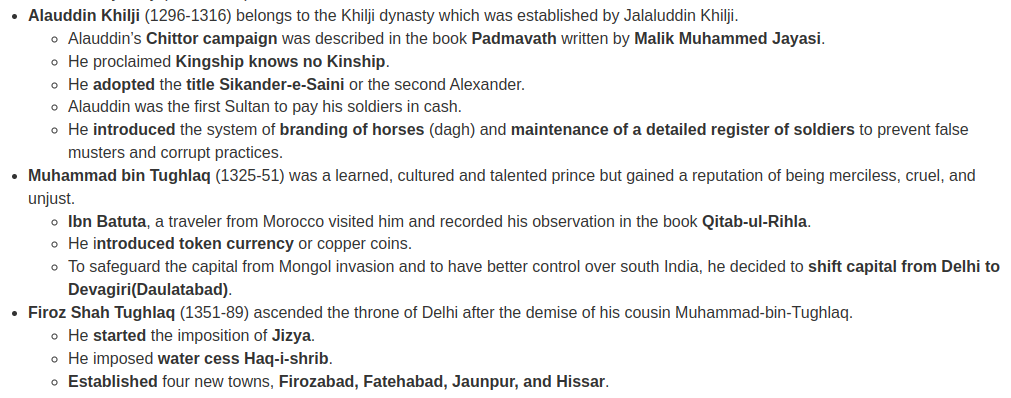 Alauddin Khilji (1296-1316) belongs to the Khilji dynasty which was established by Jalaluddin Khilji.
Alauddin's Chittor campaign was described in the book Padmavath written by Malik Muhammed Jayasi.
He proclaimed Kingship knows no Kinship.
He adopted the title Sikander-e-Saini or the second Alexander.
Alauddin was the first Sultan to pay his soldiers in cash.
He introduced the system of branding of horses (dagh) and maintenance of a detailed register of soldiers to prevent false
musters and corrupt practices.
Muhammad bin Tughlaq (1325-51) was a learned, cultured and talented prince but gained a reputation of being merciless, cruel, and
unjust.
Ibn Batuta, a traveler from Morocco visited him and recorded his observation in the book Qitab-ul-Rihla.
He introduced token currency or copper coins.
To safeguard the capital from Mongol invasion and to have better control over south India, he decided to shift capital from Delhi to
Devagiri(Daulatabad).
Firoz Shah Tughlaq (1351-89) ascended the throne of Delhi after the demise of his cousin Muhammad-bin-Tughlaq.
He started the imposition of Jizya.
He imposed water cess Haq-i-shrib.
Established four new towns, Firozabad, Fatehabad, Jaunpur, and Hissar.